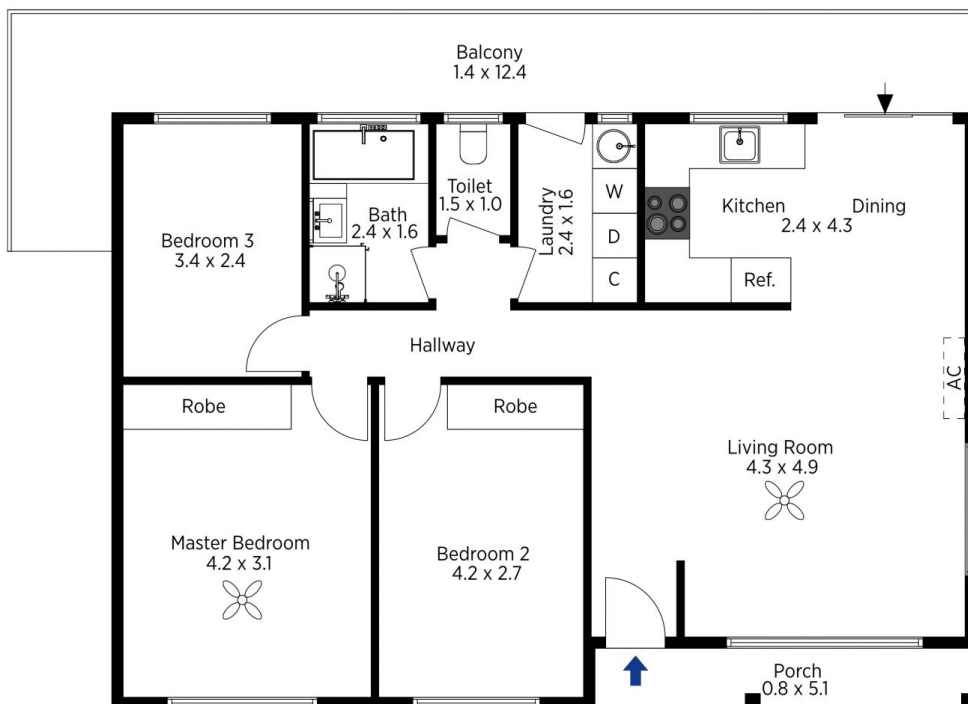 Balcony
1.4 x 12.4
Bedroom 3
3.4 x 2.4
Bath
2.4 x 1.6
Toilet
1.5 x 1.0
Laundry
2.4 x 1.6
W
D
C
Kitchen
Dining
2.4 x 4.3
Ref.
Hallway
AC
Robe
Robe
Living Room
4.3 x 4.9
Master Bedroom
4.2 x 3.1
Bedroom 2
4.2 x 2.7
Porch
0.8 x 5.1